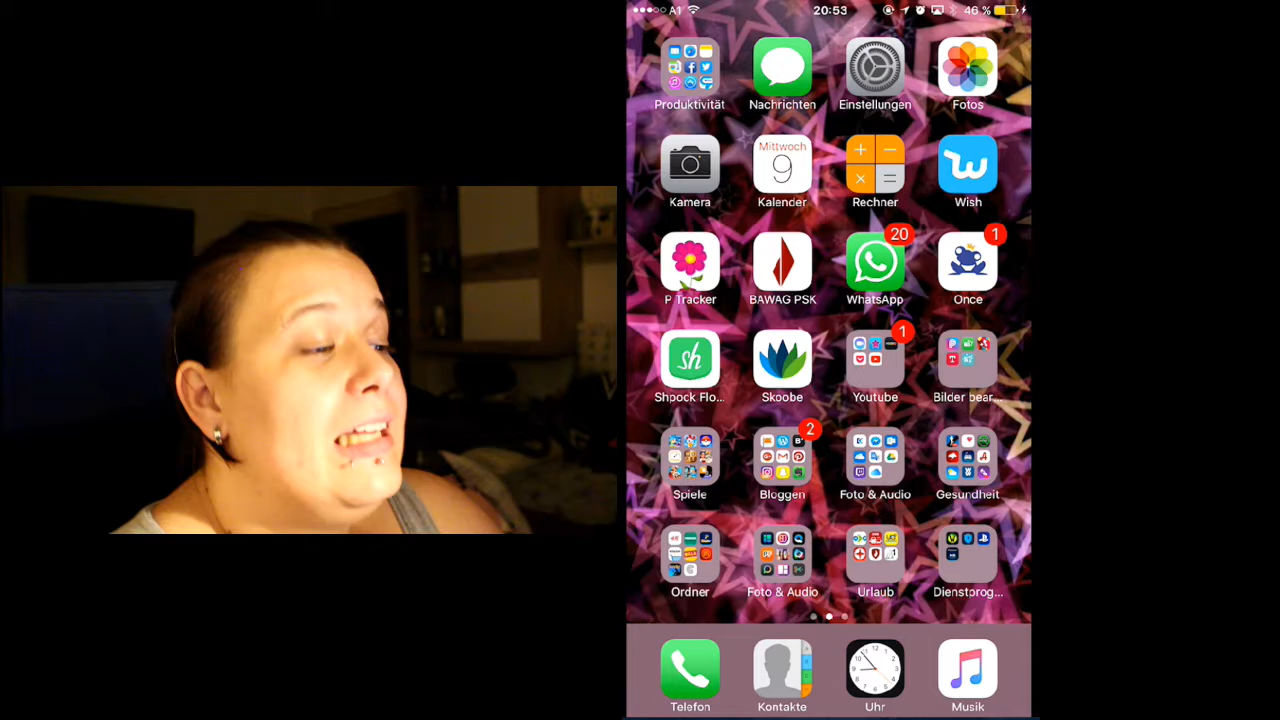 A1 20:53 46 %
Produktivität Nachrichten Einstellungen Fotos
Mittwoch
9
Kamera Kalender Rechner Wish
20 1
P Tracker BAWAG PSK WhatsApp Once
sh 1
Shpock Flo... Skoobe Youtube Bilder bear...
2
Spiele Bloggen Foto & Audio Gesundheit
Ordner Foto & Audio Urlaub Dienstprog...
Telefon Kontakte Uhr Musik